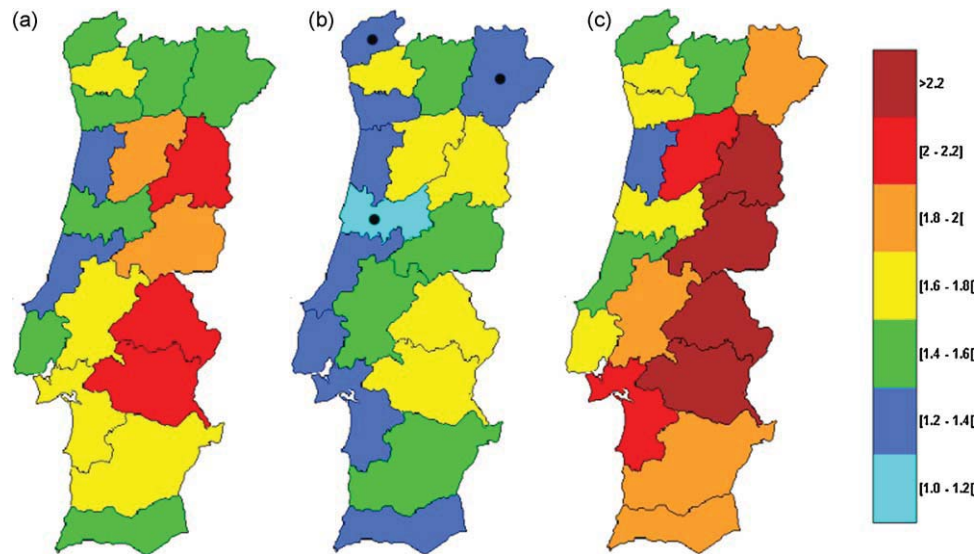 (a)
(b)
(c)
>2.2
[2 - 2.2[
[1.8 - 2[
[1.6 - 1.8[
[1.4 - 1.6[
[1.2 - 1.4[
[1.0 - 1.2[